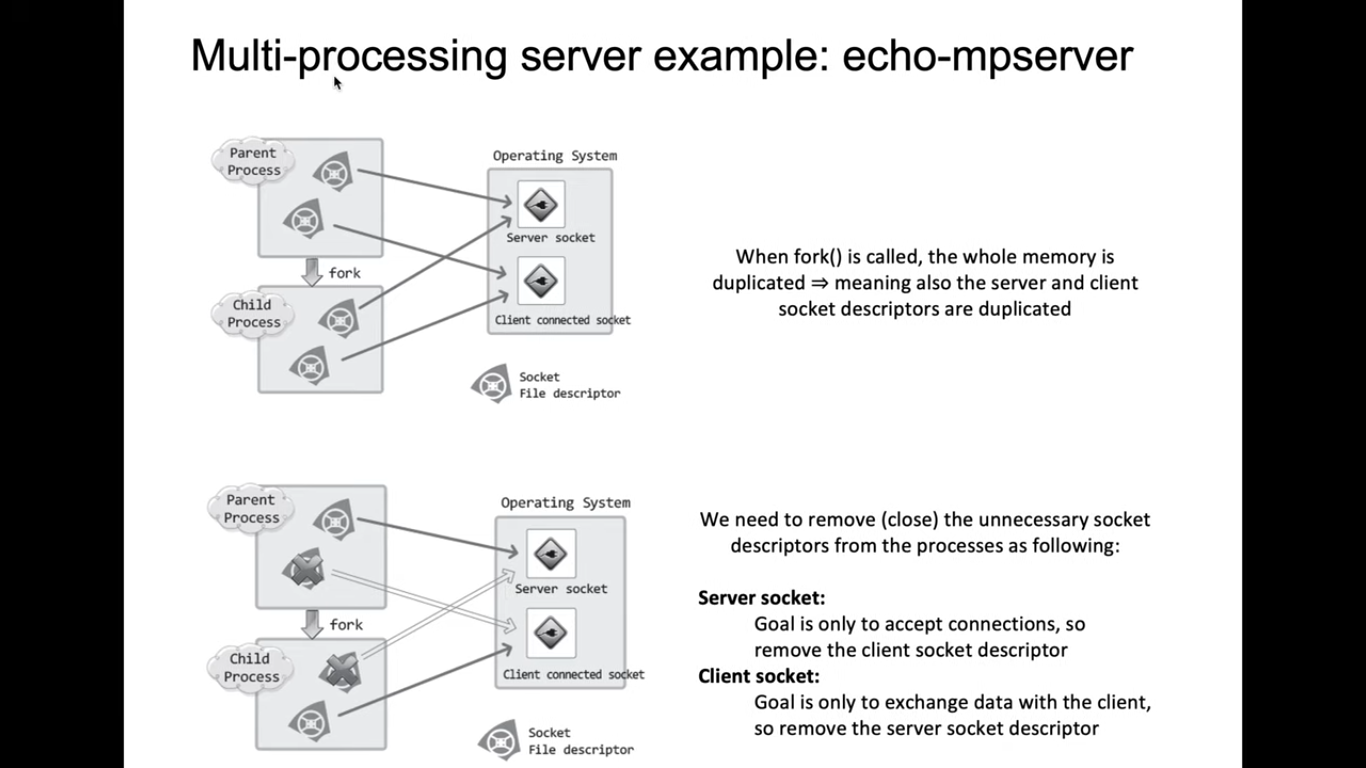 Multi-processing server example: echo-mpserver
Parent
Process
Operating System
Server socket
fork
Child
Process
Client connected socket
Socket
File descriptor
When fork() is called, the whole memory is
duplicated ⇒ meaning also the server and client
socket descriptors are duplicated
Parent
Process
Operating System
Server socket
fork
Child
Process
Client connected socket
Socket
File descriptor
We need to remove (close) the unnecessary socket
descriptors from the processes as following:
Server socket:
Goal is only to accept connections, so
remove the client socket descriptor
Client socket:
Goal is only to exchange data with the client,
so remove the server socket descriptor